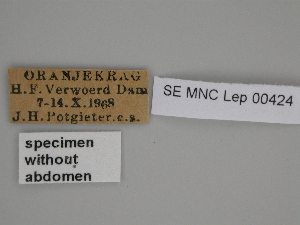 ORANJEKRAG
H.F. Verwoerd Dam
7-14.X.1968
J.H. Potgieter.c.s.
SE MNC Lep 00424
specimen
without
abdomen